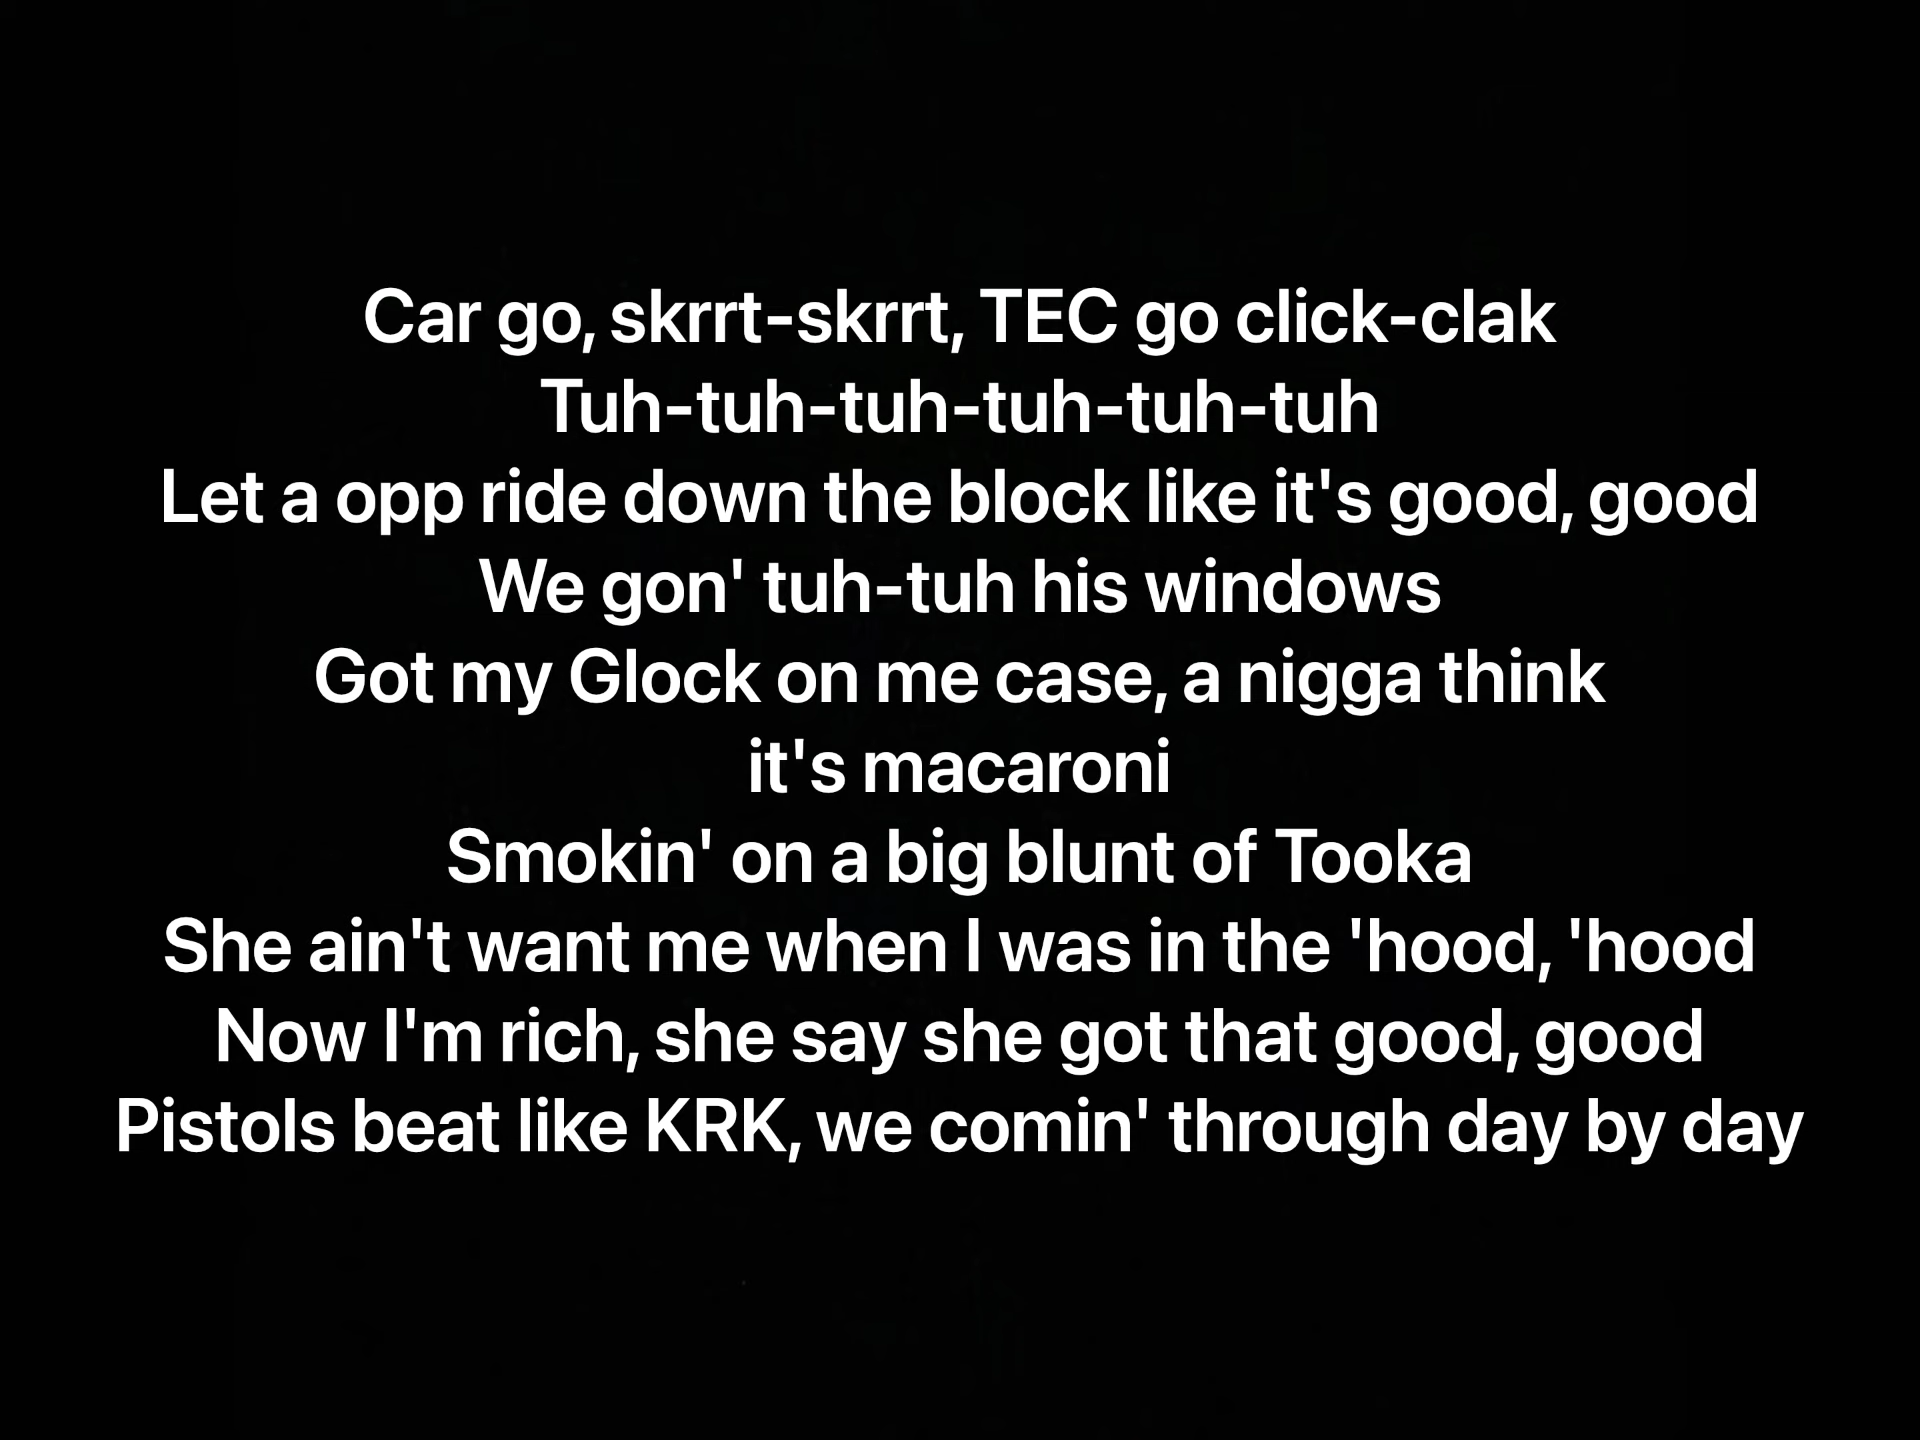 Car go, skrrt-skrrt, TEC go click-clak
Tuh-tuh-tuh-tuh-tuh-tuh
Let a opp ride down the block like it's good, good
We gon' tuh-tuh his windows
Got my Glock on me case, a nigga think
it's macaroni
Smokin' on a big blunt of Tooka
She ain't want me when I was in the 'hood, 'hood
Now I'm rich, she say she got that good, good
Pistols beat like KRK, we comin' through day by day